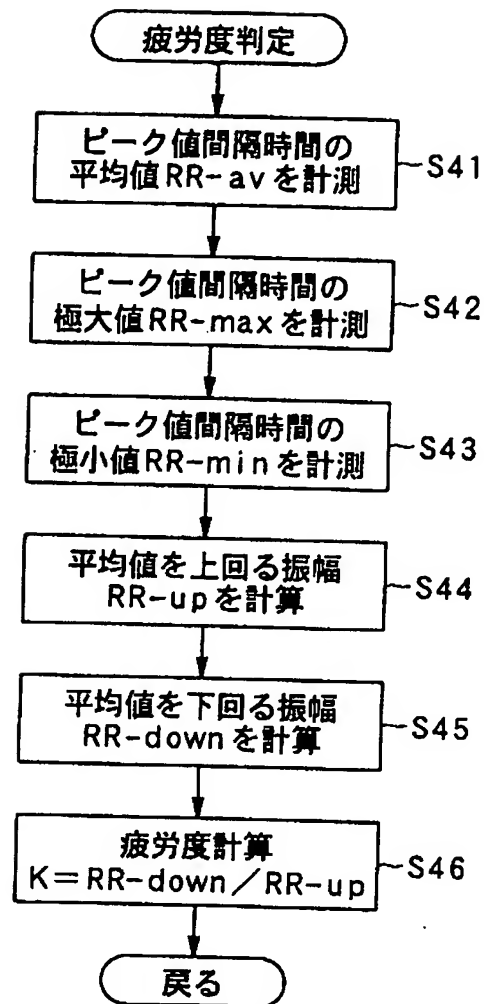 疲労度判定
ピーク値間隔時間の
平均値RR-avを計測
S41
ピーク値間隔時間の
極大値RR-maxを計測
S42
ピーク値間隔時間の
極小値RR-minを計測
S43
平均値を上回る振幅
RR-upを計算
S44
平均値を下回る振幅
RR-downを計算
S45
疲労度計算
K=RR-down/RR-up
S46
戻る